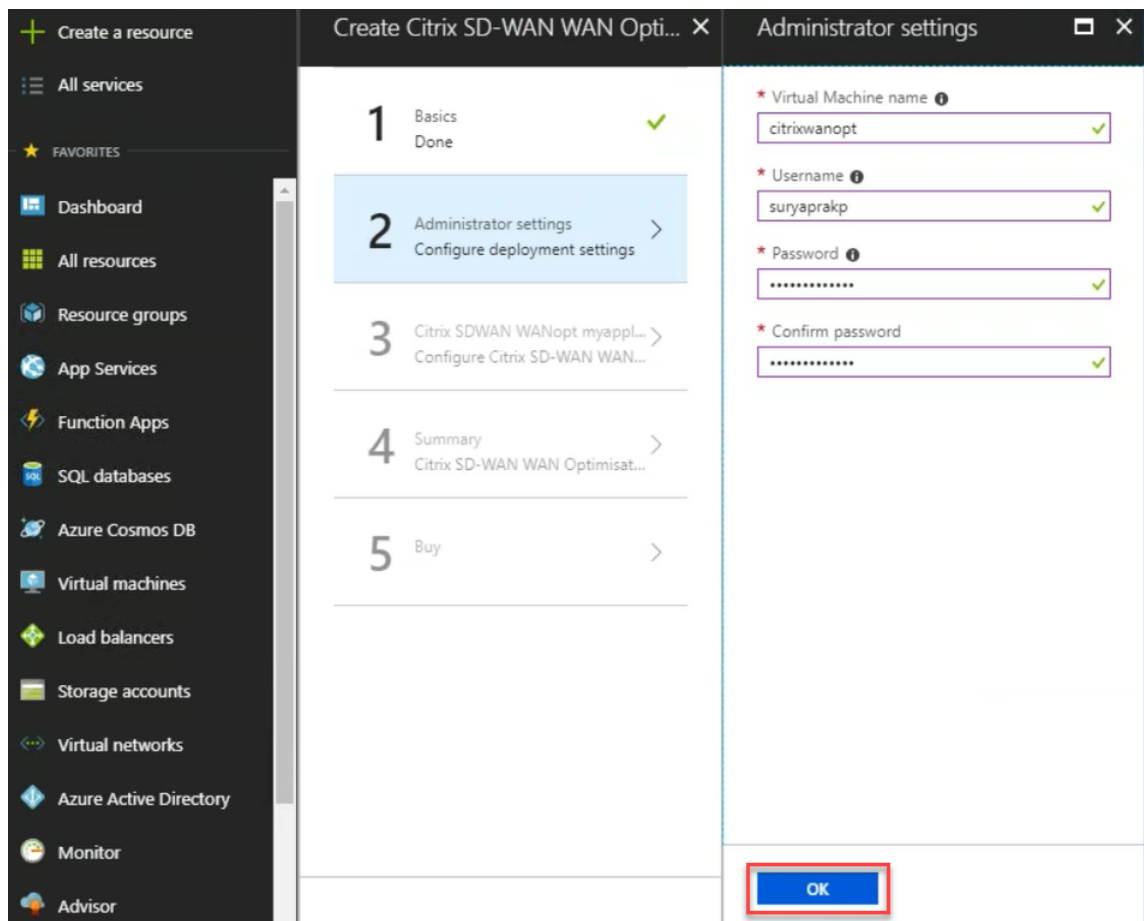 Create a resource
All services
FAVORITES
Dashboard
All resources
Resource groups
App Services
Function Apps
SQL databases
Azure Cosmos DB
Virtual machines
Load balancers
Storage accounts
Virtual networks
Azure Active Directory
Monitor
Advisor
Create Citrix SD-WAN WAN Opti...
1
Basics
Done
2
Administrator settings
Configure deployment settings
3
Citrix SDWAN WANopt myappl...
Configure Citrix SD-WAN WAN...
4
Summary
Citrix SD-WAN WAN Optimisat...
5
Buy
Administrator settings
* Virtual Machine name
citrixwanopt
* Username
suryaprakp
* Password
•••••••••••••
* Confirm password
•••••••••••••
OK